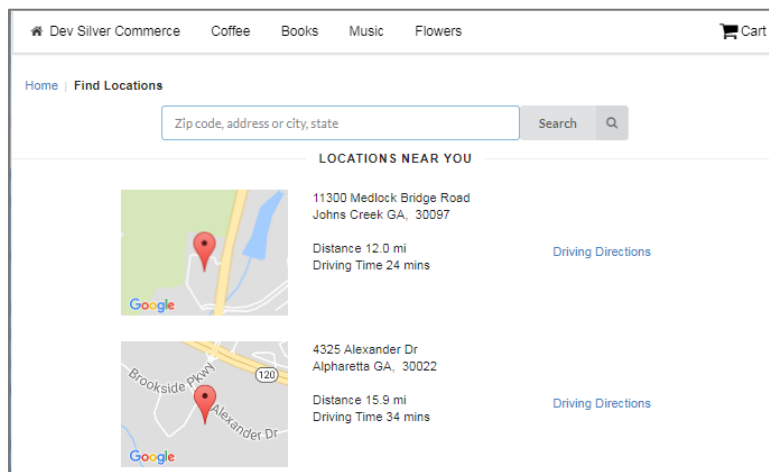 Dev Silver Commerce Coffee Books Music Flowers Cart
Home | Find Locations
Zip code, address or city, state Search
LOCATIONS NEAR YOU
11300 Medlock Bridge Road
Johns Creek GA, 30097
Distance 12.0 mi
Driving Time 24 mins
Driving Directions
Google
4325 Alexander Dr
Alpharetta GA, 30022
Distance 15.9 mi
Driving Time 34 mins
Driving Directions
Brookside Pkwy
120
Alexander Dr
Google